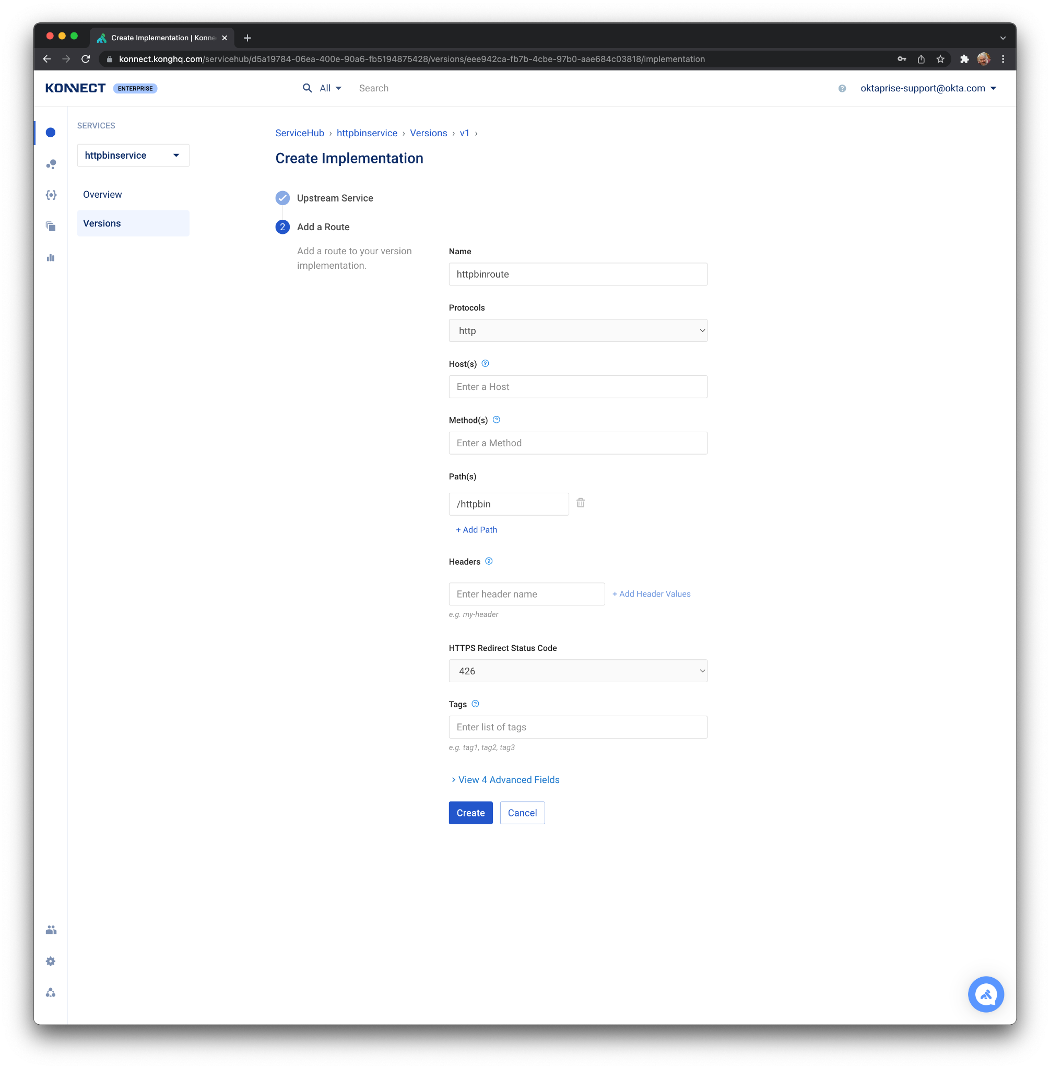 Create Implementation | Konne
konnect.konghq.com/servicehub/d5a19784-06ea-400e-90a6-fb5194875428/versions/eee942ca-fb7b-4cbe-97b0-aae684c03818/implementation
KONNECT ENTERPRISE All Search oktaprise-support@okta.com
SERVICES
httpbinservice
Overview
Versions
ServiceHub › httpbinservice › Versions › v1 ›
Create Implementation
Upstream Service
2 Add a Route
Add a route to your version
implementation.
Name
httpbinroute
Protocols
http
Host(s) ?
Enter a Host
Method(s) ?
Enter a Method
Path(s)
/httpbin
+ Add Path
Headers ?
Enter header name + Add Header Values
e.g. my-header
HTTPS Redirect Status Code
426
Tags ?
Enter list of tags
e.g. tag1, tag2, tag3
› View 4 Advanced Fields
Create Cancel